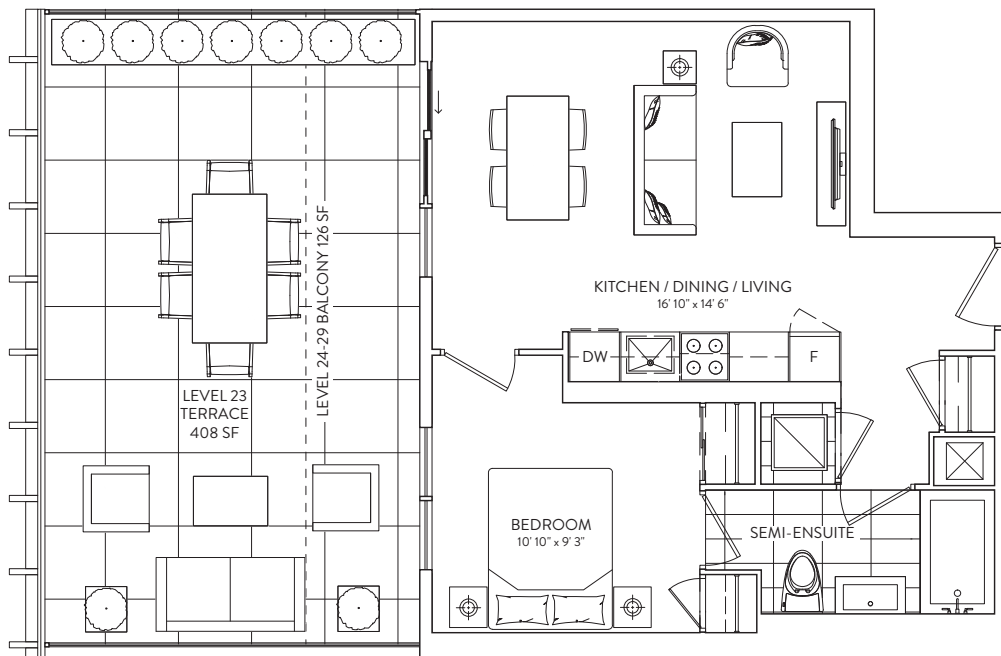 KITCHEN / DINING / LIVING
16' 10" x 14' 6"
DW
F
LEVEL 24-29 BALCONY 126 SF
LEVEL 23
TERRACE
408 SF
BEDROOM
10' 10" x 9' 3"
SEMI-ENSUITE